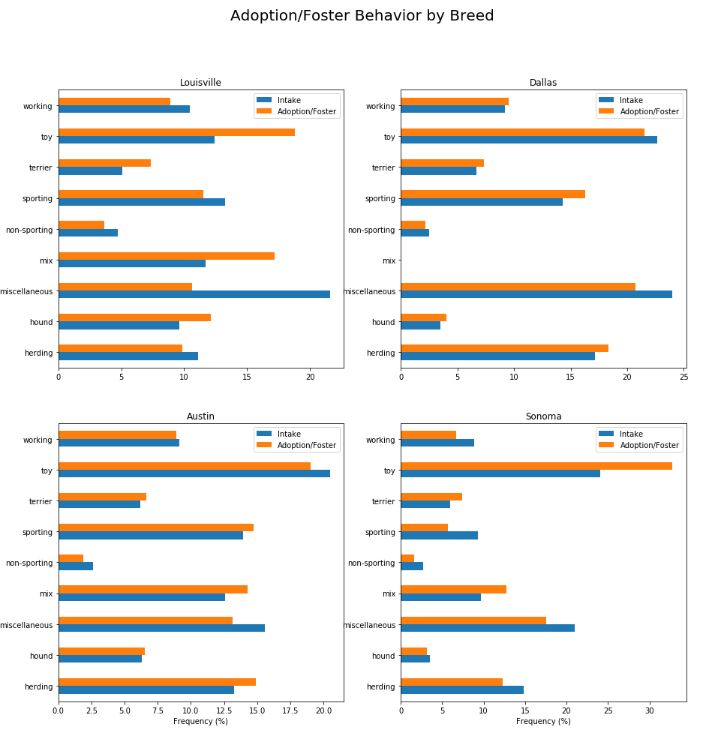 Adoption/Foster Behavior by Breed
Louisville
Intake
Adoption/Foster
working
toy
terrier
sporting
non-sporting
mix
miscellaneous
hound
herding
0 5 10 15 20
Dallas
Intake
Adoption/Foster
working
toy
terrier
sporting
non-sporting
mix
miscellaneous
hound
herding
0 5 10 15 20 25
Austin
Intake
Adoption/Foster
working
toy
terrier
sporting
non-sporting
mix
miscellaneous
hound
herding
0.0 2.5 5.0 7.5 10.0 12.5 15.0 17.5 20.0
Frequency (%)
Sonoma
Intake
Adoption/Foster
working
toy
terrier
sporting
non-sporting
mix
miscellaneous
hound
herding
0 5 10 15 20 25 30
Frequency (%)